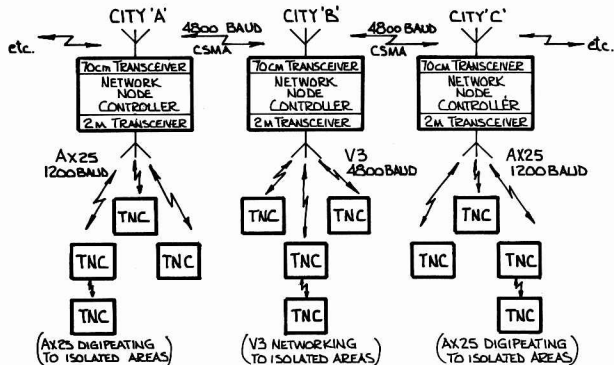 CITY 'A'
4800 BAUD
CSMA
CITY 'B'
4800 BAUD
CSMA
CITY 'C'
etc.
etc.
70cm TRANSCEIVER
NETWORK
NODE
CONTROLLER
2m TRANSCEIVER
70cm TRANSCEIVER
NETWORK
NODE
CONTROLLER
2m TRANSCEIVER
70cm TRANSCEIVER
NETWORK
NODE
CONTROLLER
2m TRANSCEIVER
AX25
1200 BAUD
V3
4800 BAUD
AX25
1200 BAUD
TNC
TNC
TNC
TNC
TNC
TNC
TNC
TNC
TNC
TNC
TNC
TNC
(AX25 DIGIPEATING
TO ISOLATED AREAS)
(V3 NETWORKING
TO ISOLATED AREAS)
(AX25 DIGIPEATING
TO ISOLATED AREAS)